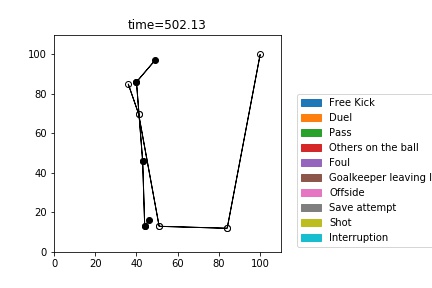 time=502.13
100
80
60
40
20
0
0 20 40 60 80 100
Free Kick
Duel
Pass
Others on the ball
Foul
Goalkeeper leaving l
Offside
Save attempt
Shot
Interruption